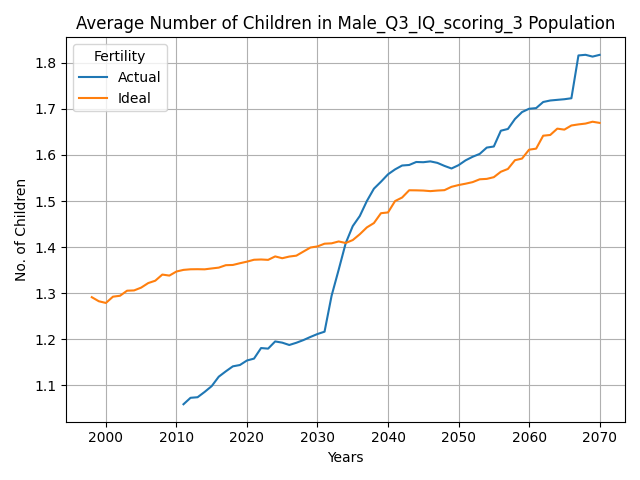 Average Number of Children in Male_Q3_IQ_scoring_3 Population
Fertility
Actual
Ideal
No. of Children
1.8
1.7
1.6
1.5
1.4
1.3
1.2
1.1
2000 2010 2020 2030 2040 2050 2060 2070
Years